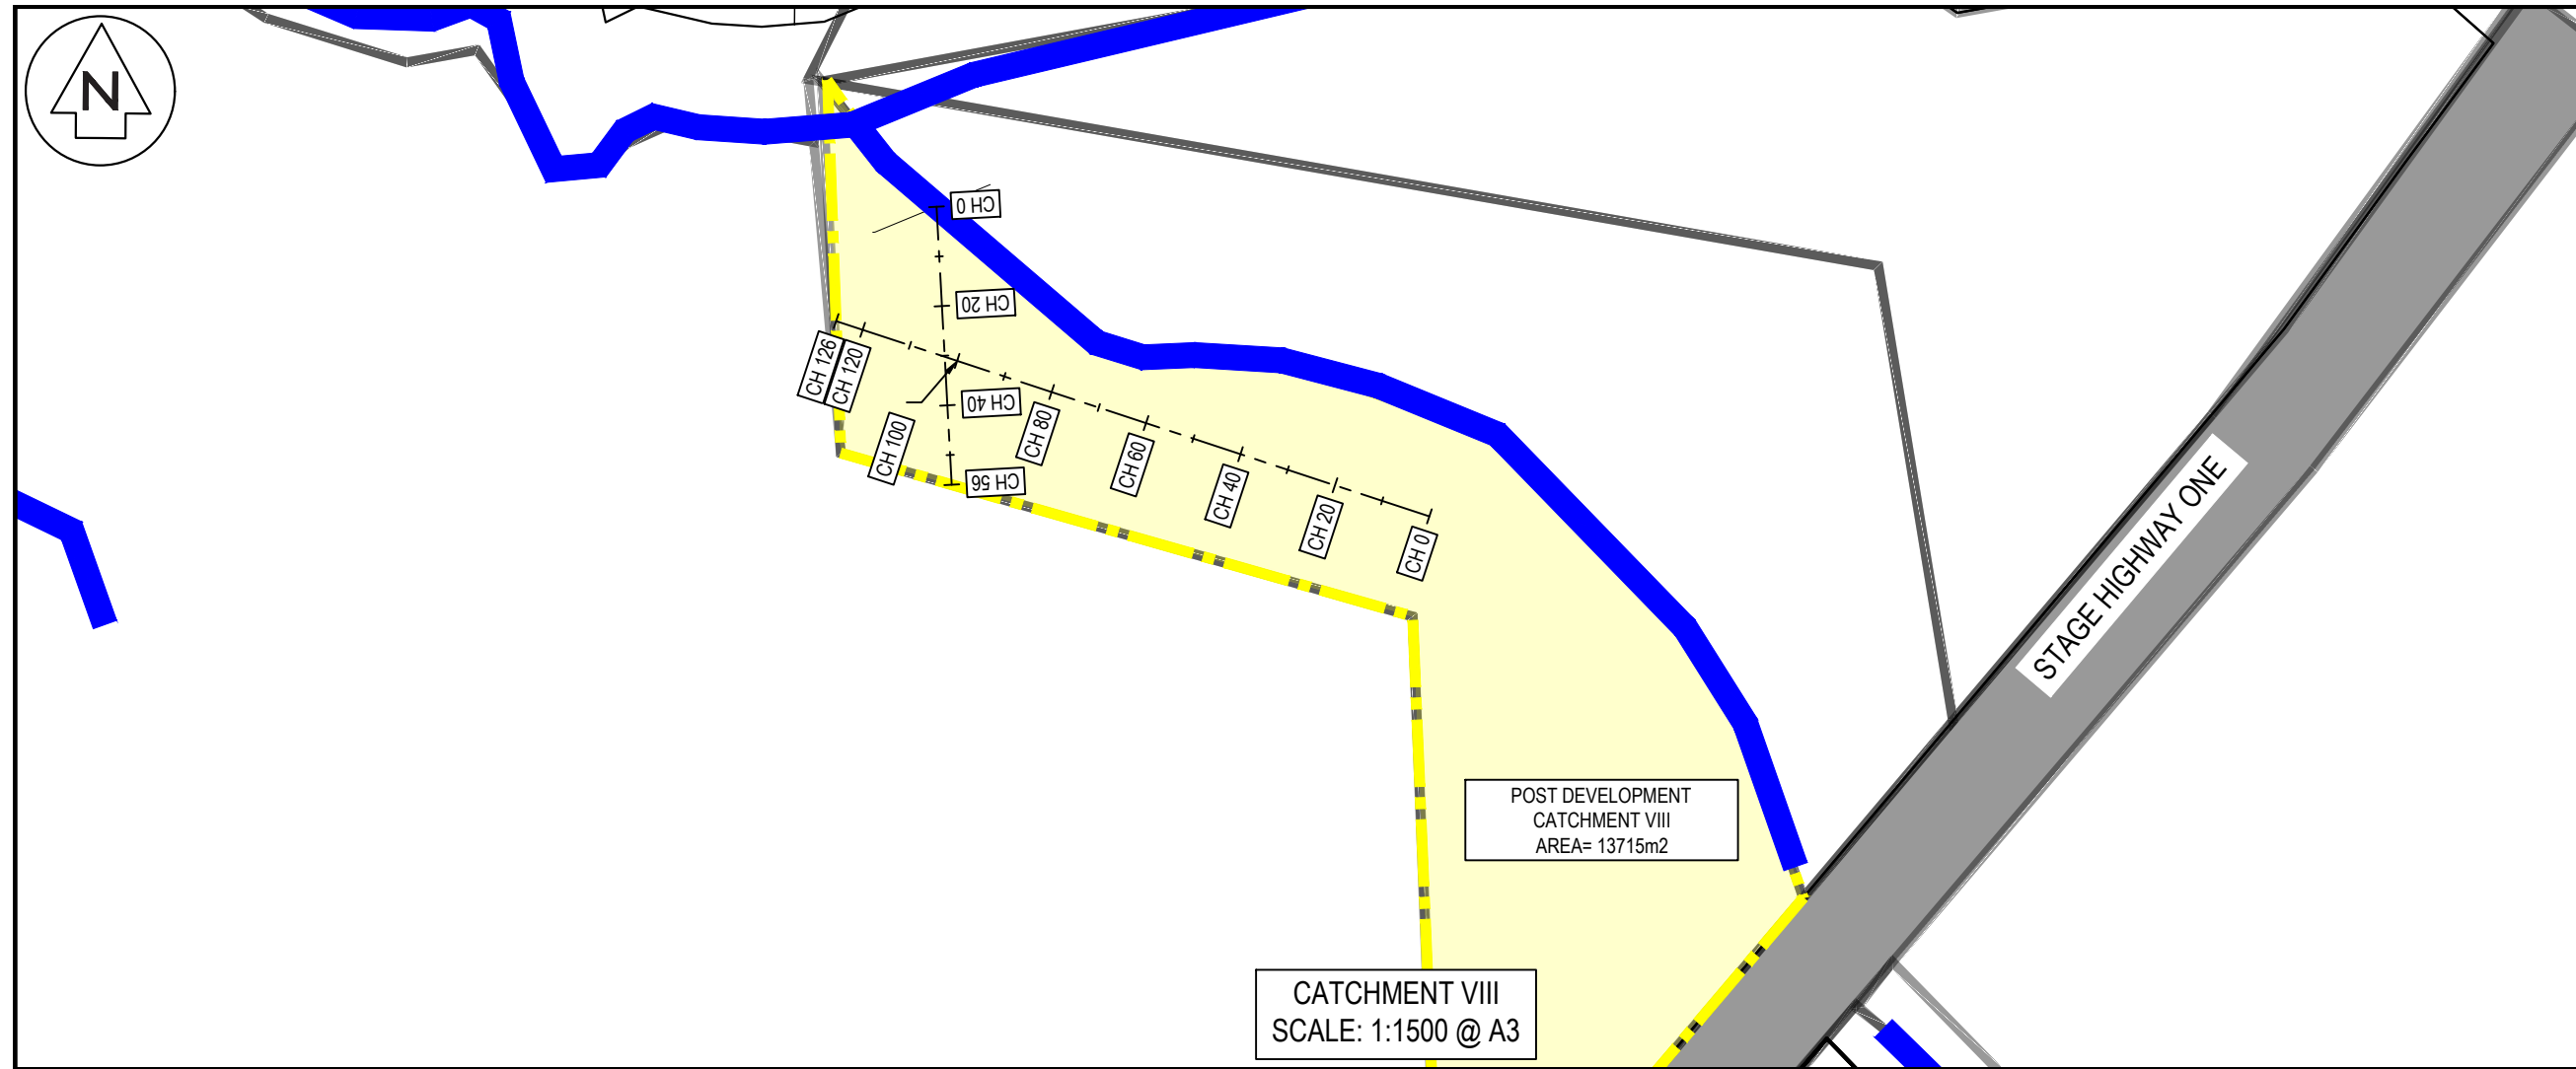 N
CH 0
CH 20
CH 40
CH 56
CH 126
CH 120
CH 100
CH 80
CH 60
CH 40
CH 20
CH 0
STAGE HIGHWAY ONE
POST DEVELOPMENT
CATCHMENT VIII
AREA= 13715m2
CATCHMENT VIII
SCALE: 1:1500 @ A3